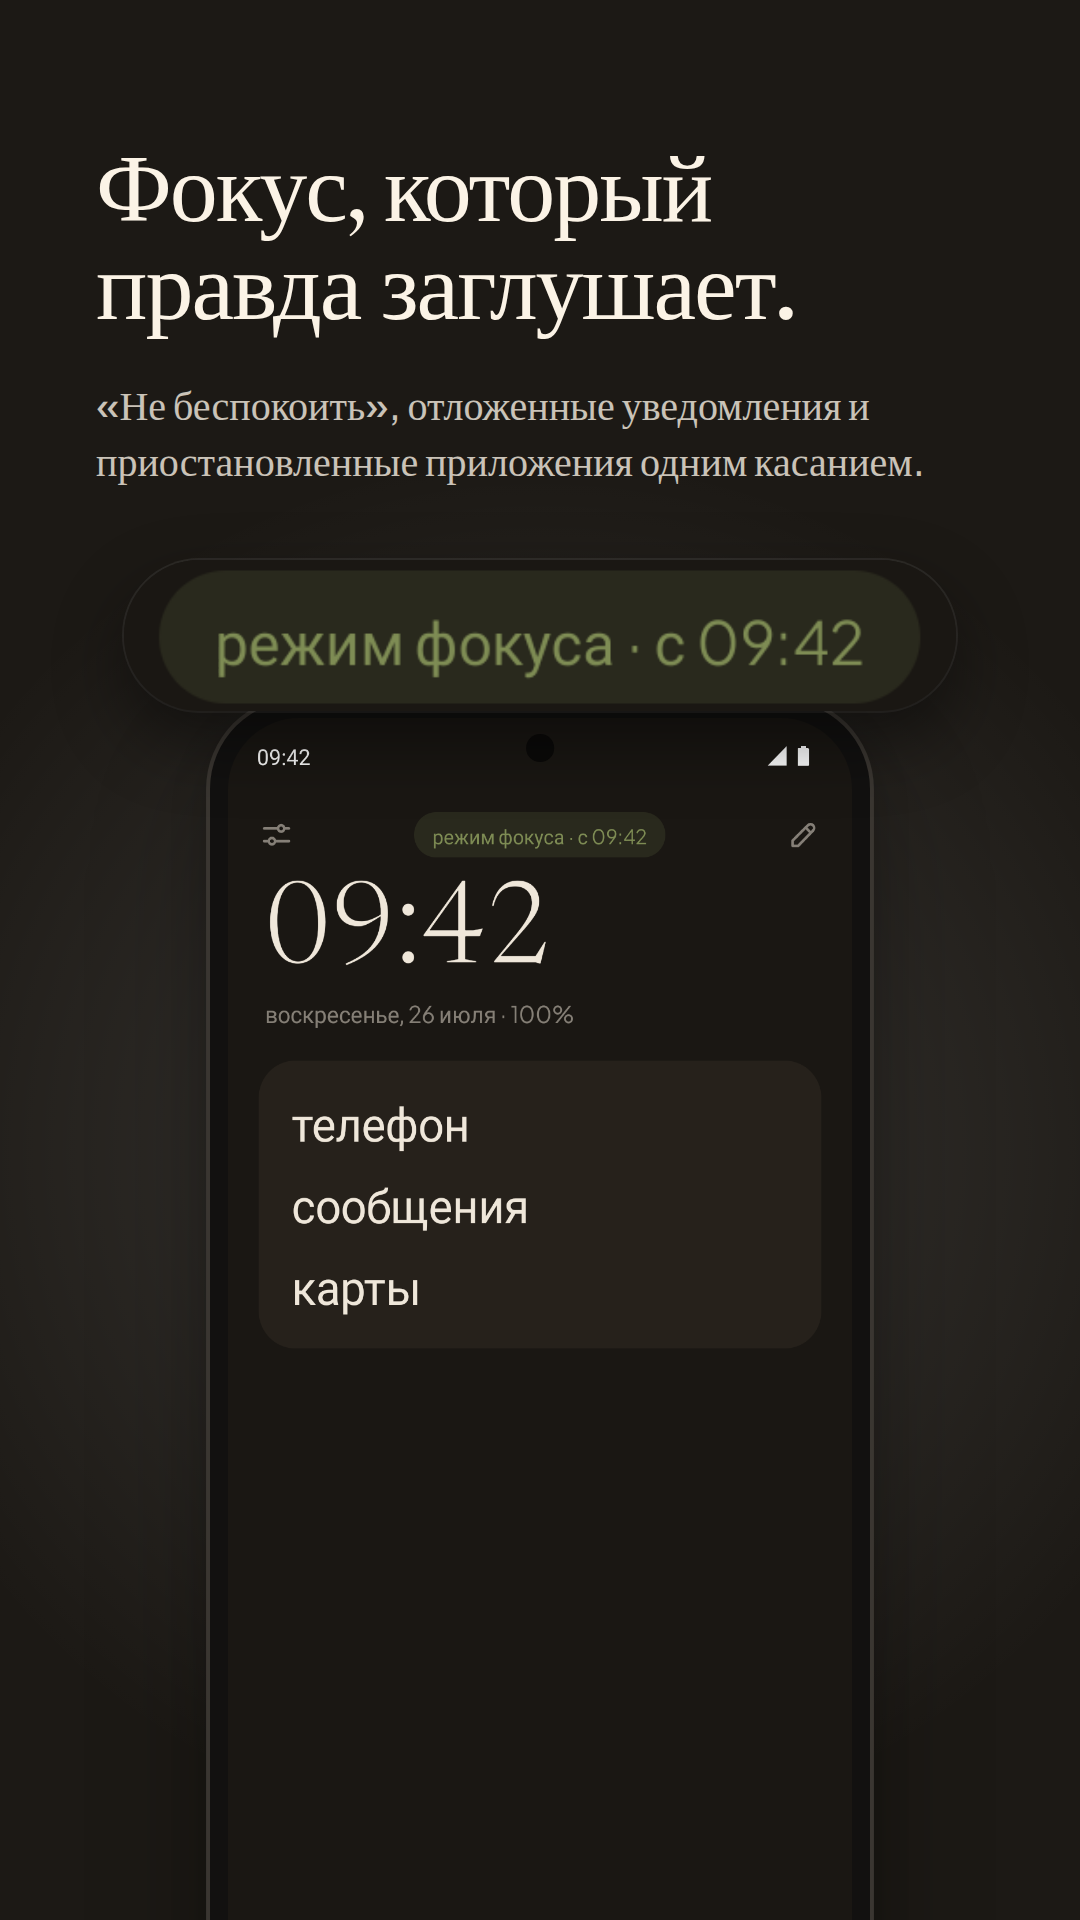 Фокус, который
правда заглушает.
«Не беспокоить», отложенные уведомления и
приостановленные приложения одним касанием.
режим фокуса · с 09:42
09:42
режим фокуса · с 09:42
09:42
воскресенье, 26 июля · 100%
телефон
сообщения
карты